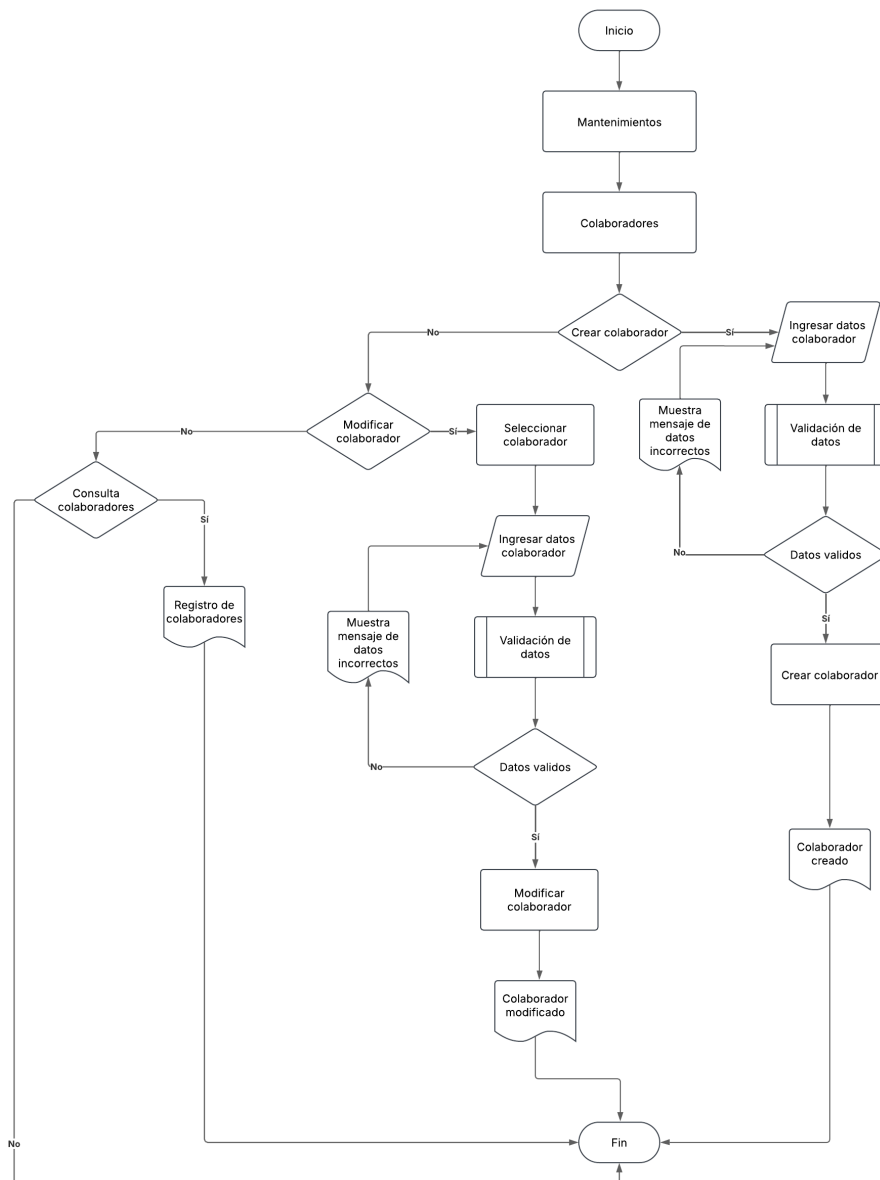 Inicio
Mantenimientos
Colaboradores
Crear colaborador
No
Sí
Ingresar datos
colaborador
Modificar
colaborador
No
Sí
Seleccionar
colaborador
Muestra
mensaje de
datos
incorrectos
Validación de
datos
Consulta
colaboradores
Sí
Ingresar datos
colaborador
No
Datos validos
Registro de
colaboradores
Muestra
mensaje de
datos
incorrectos
Validación de
datos
Sí
Crear colaborador
No
Datos validos
Sí
Colaborador
creado
Modificar
colaborador
Colaborador
modificado
No
Fin